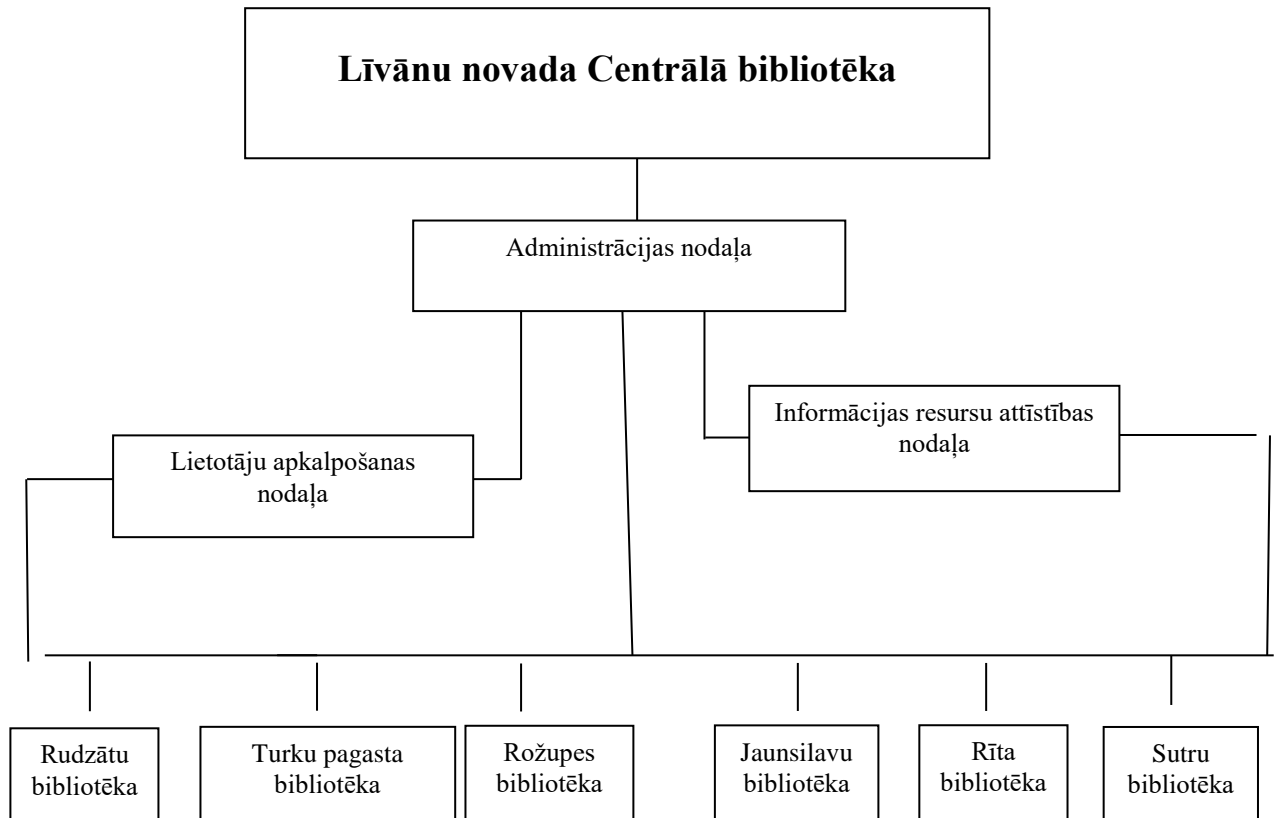 Līvānu novada Centrālā bibliotēka
Administrācijas nodaļa
Informācijas resursu attīstības
nodaļa
Lietotāju apkalpošanas
nodaļa
Rudzātu
bibliotēka
Turku pagasta
bibliotēka
Rožupes
bibliotēka
Jaunsilavu
bibliotēka
Rīta
bibliotēka
Sutru
bibliotēka